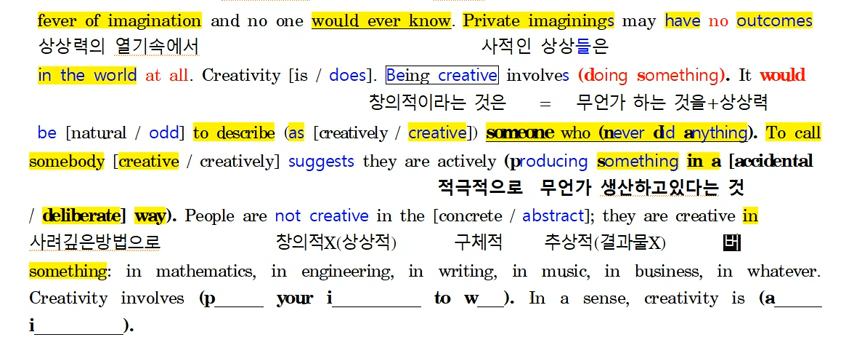 fever of imagination and no one would ever know. Private imaginings may have no outcomes
상상력의 열기속에서 사적인 상상들은
in the world at all. Creativity [is / does]. Being creative involves (doing something). It would
창의적이라는 것은 = 무언가 하는 것을+상상력
be [natural / odd] to describe (as [creatively / creative]) someone who (never did anything). To call
somebody [creative / creatively] suggests they are actively (producing something in a [accidental
적극적으로 무언가 생산하고있다는 것
/ deliberate] way). People are not creative in the [concrete / abstract]; they are creative in
사려깊은방법으로 창의적X(상상적) 구체적 추상적(결과물X) 버
something: in mathematics, in engineering, in writing, in music, in business, in whatever.
Creativity involves (p_____ your i__________ to w___). In a sense, creativity is (a_____
i__________).